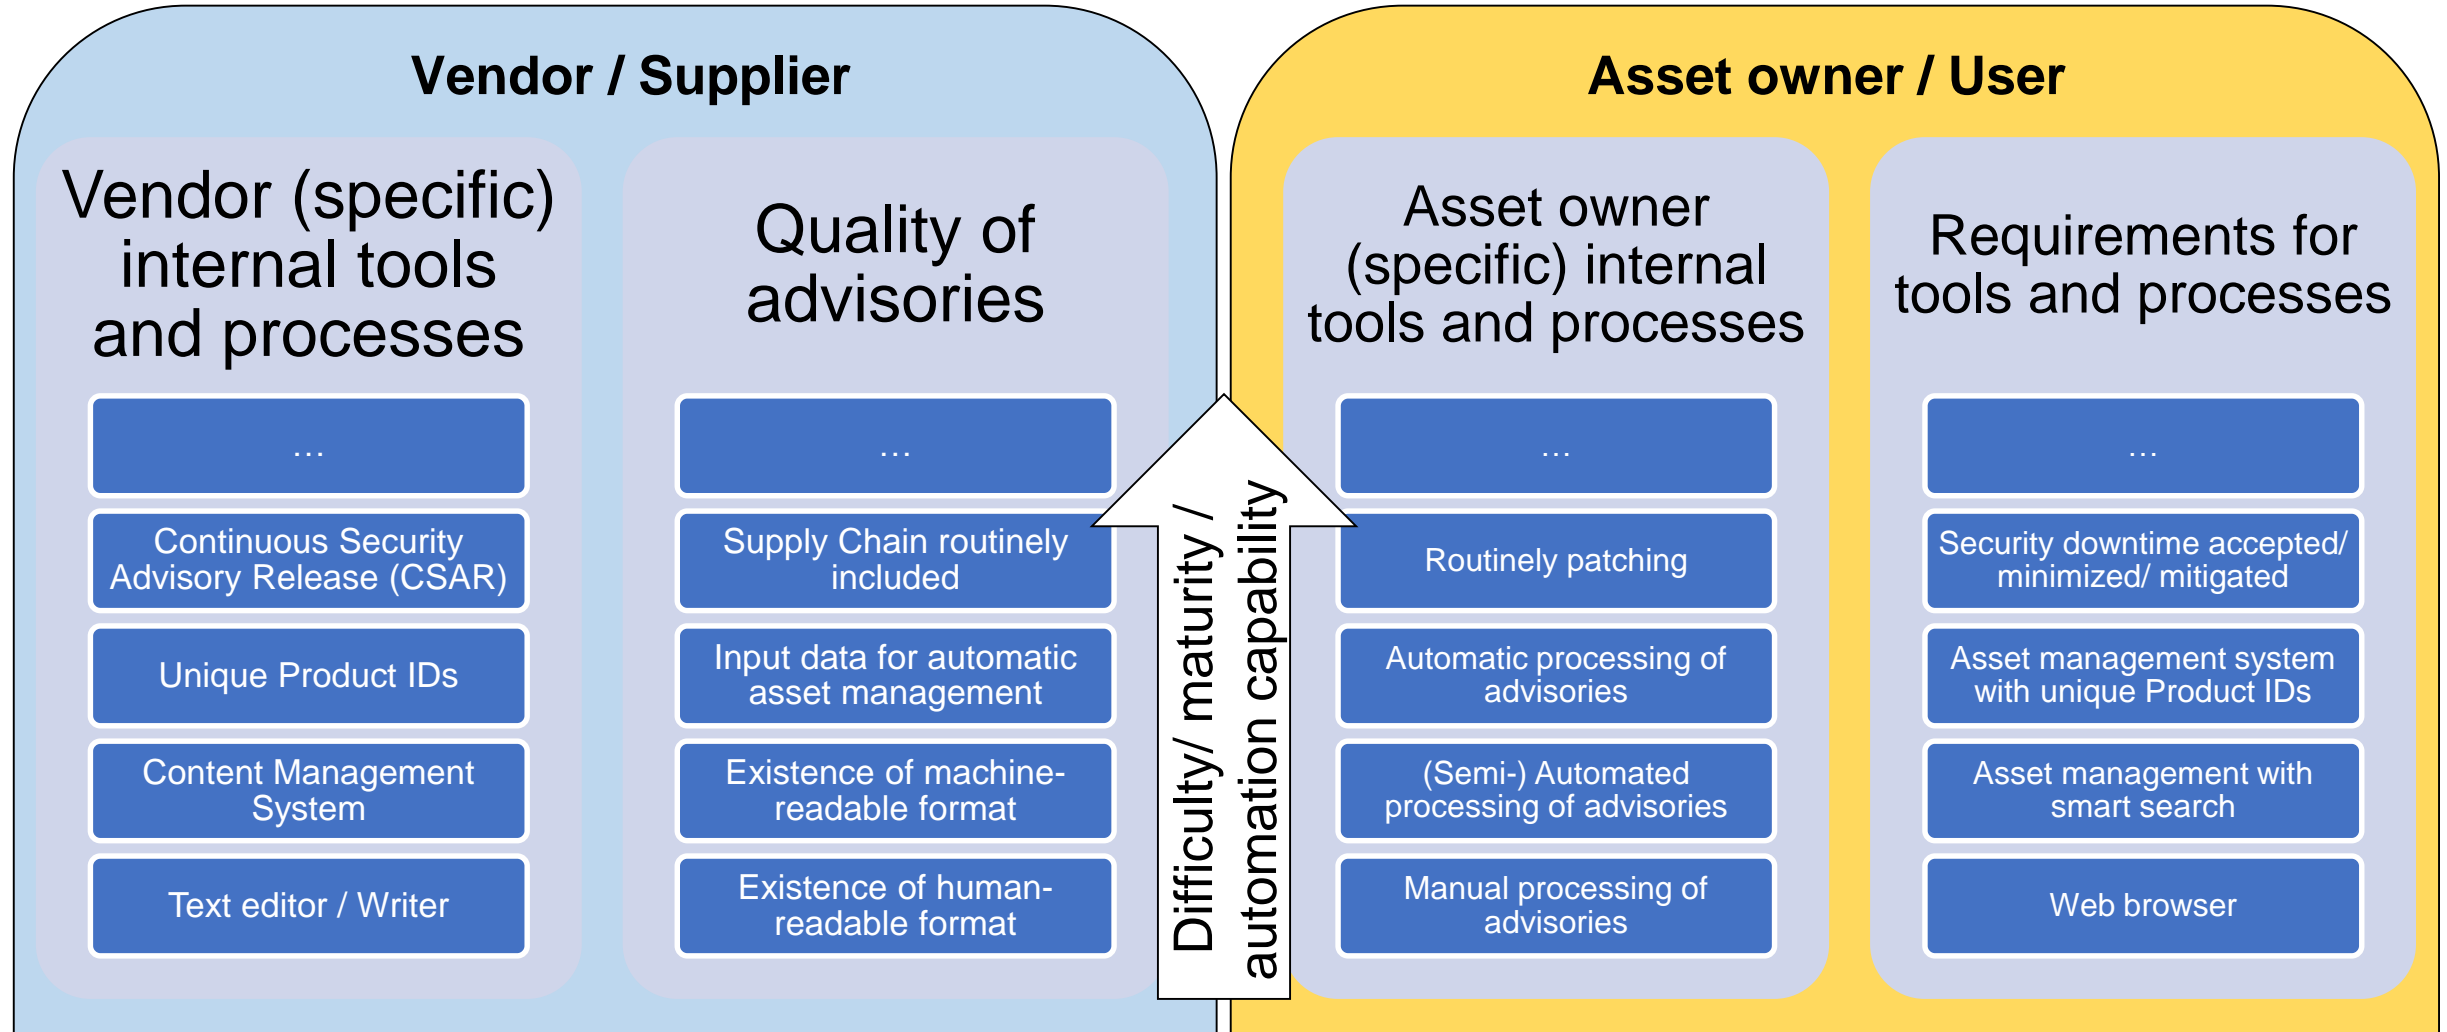 Vendor / Supplier
Vendor (specific)
internal tools
and processes
…
Continuous Security
Advisory Release (CSAR)
Unique Product IDs
Content Management
System
Text editor / Writer
Quality of
advisories
…
Supply Chain routinely
included
Input data for automatic
asset management
Existence of machine-
readable format
Existence of human-
readable format
Difficulty/ maturity /
automation capability
Asset owner / User
Asset owner
(specific) internal
tools and processes
…
Routinely patching
Automatic processing of
advisories
(Semi-) Automated
processing of advisories
Manual processing of
advisories
Requirements for
tools and processes
…
Security downtime accepted/
minimized/ mitigated
Asset management system
with unique Product IDs
Asset management with
smart search
Web browser